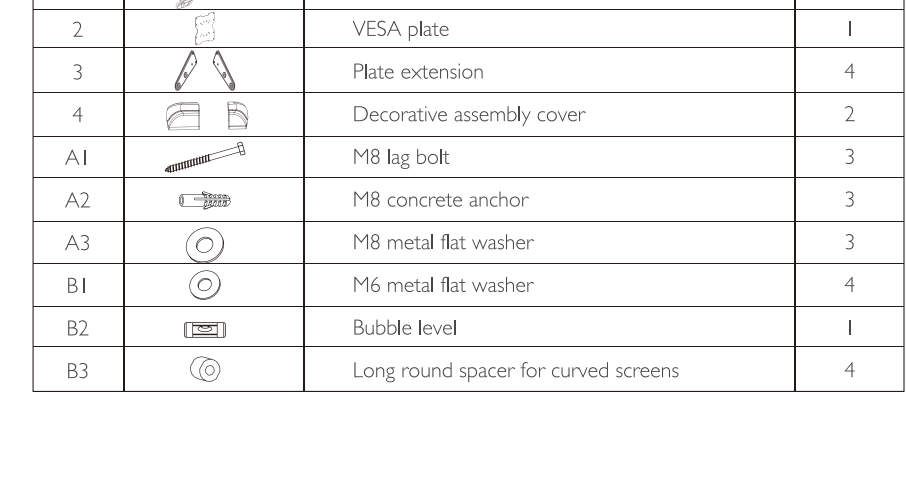 2 VESA plate 1
3 Plate extension 4
4 Decorative assembly cover 2
A1 M8 lag bolt 3
A2 M8 concrete anchor 3
A3 M8 metal flat washer 3
B1 M6 metal flat washer 4
B2 Bubble level 1
B3 Long round spacer for curved screens 4